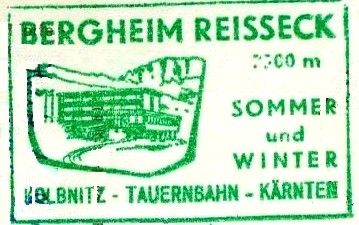 BERGHEIM REISSECK
m
SOMMER
und
WINTER
KOLBNITZ - TAUERNBAHN - KÄRNTEN